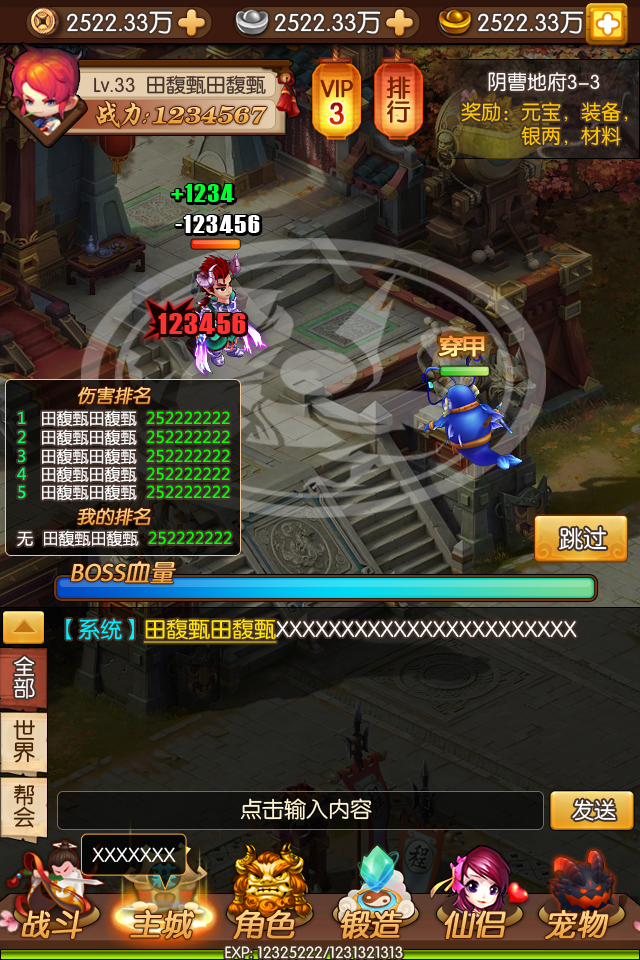 2522.33万 2522.33万 2522.33万
Lv.33 田馥甄田馥甄
战力:1234567
VIP
3
排行
阴曹地府3-3
奖励：元宝，装备，
银两，材料
+1234
-123456
123456
穿甲
伤害排名
1 田馥甄田馥甄 252222222
2 田馥甄田馥甄 252222222
3 田馥甄田馥甄 252222222
4 田馥甄田馥甄 252222222
5 田馥甄田馥甄 252222222
我的排名
无 田馥甄田馥甄 252222222
跳过
BOSS血量
【系统】田馥甄田馥甄XXXXXXXXXXXXXXXXXXXXXXX
全部
世界
帮会
点击输入内容
发送
XXXXXXX
程
战斗 主城 角色 锻造 仙侣 宠物
EXP: 12325222/1231321313